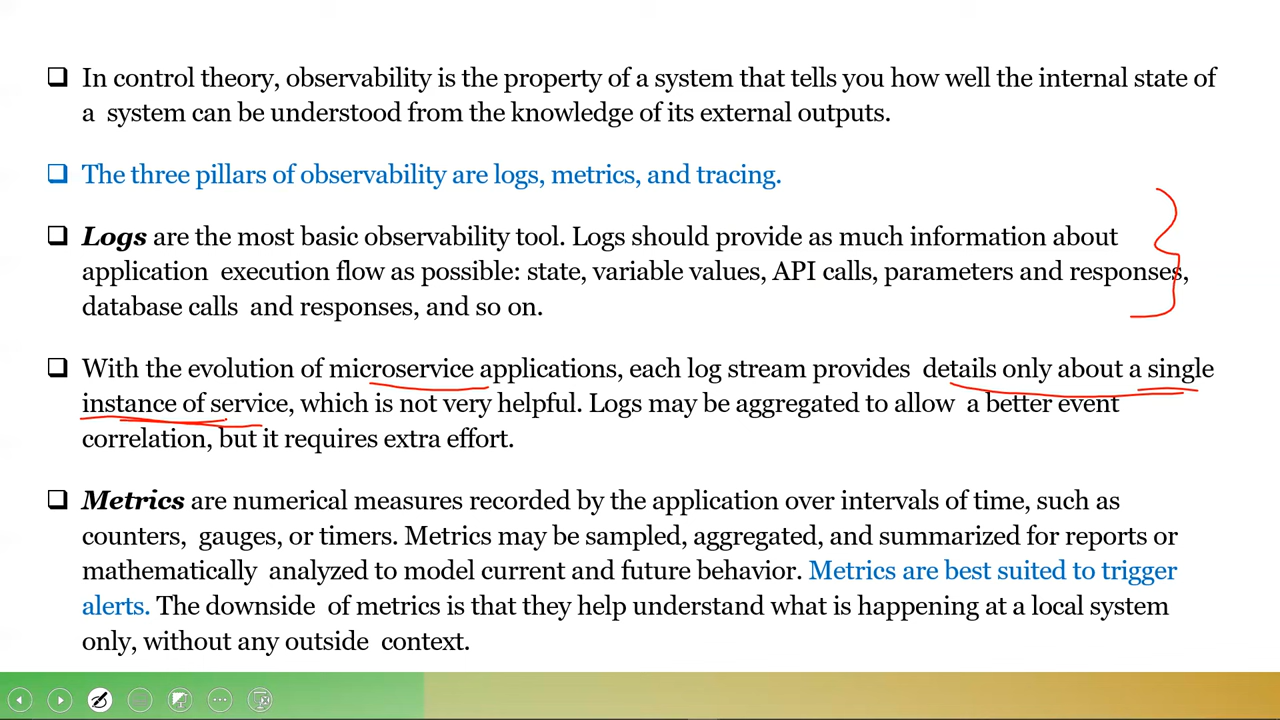 In control theory, observability is the property of a system that tells you how well the internal state of
a system can be understood from the knowledge of its external outputs.
The three pillars of observability are logs, metrics, and tracing.
Logs are the most basic observability tool. Logs should provide as much information about
application execution flow as possible: state, variable values, API calls, parameters and responses,
database calls and responses, and so on.
With the evolution of microservice applications, each log stream provides details only about a single
instance of service, which is not very helpful. Logs may be aggregated to allow a better event
correlation, but it requires extra effort.
Metrics are numerical measures recorded by the application over intervals of time, such as
counters, gauges, or timers. Metrics may be sampled, aggregated, and summarized for reports or
mathematically analyzed to model current and future behavior. Metrics are best suited to trigger
alerts. The downside of metrics is that they help understand what is happening at a local system
only, without any outside context.